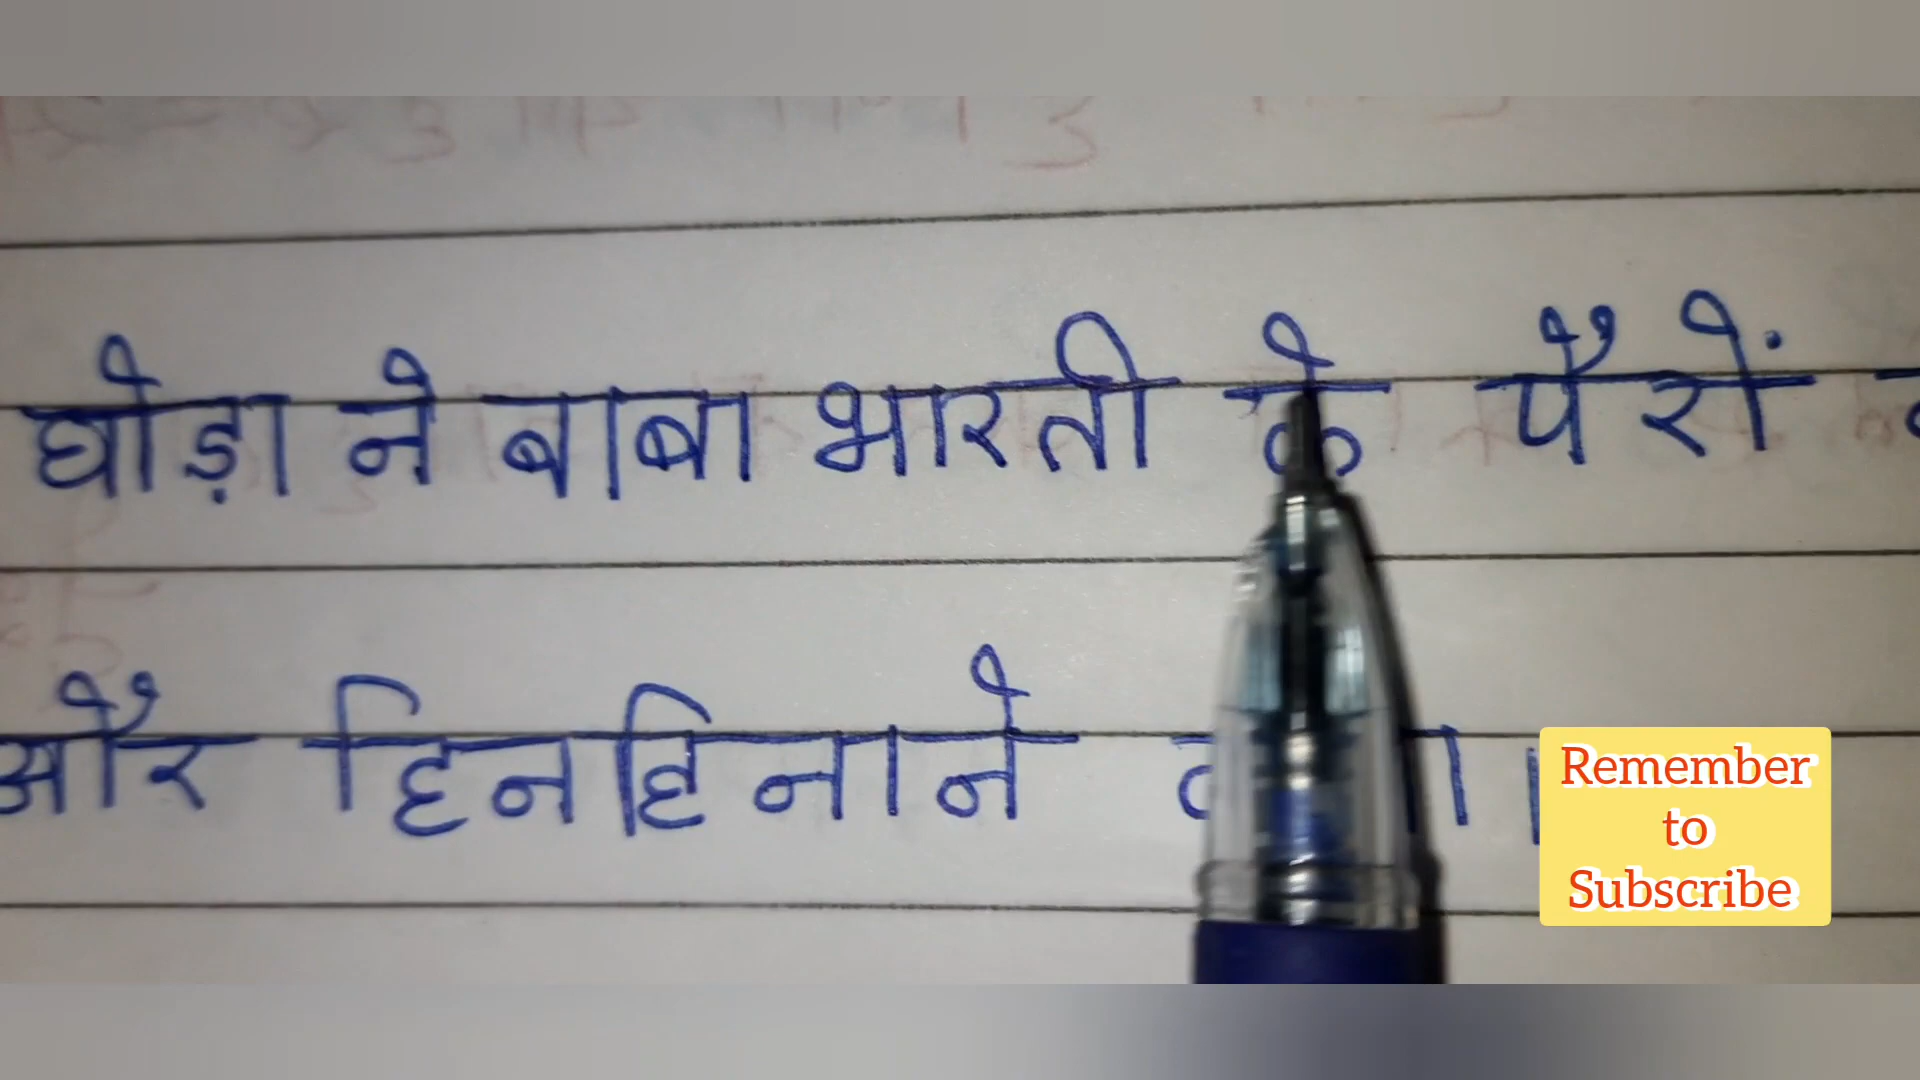 घोड़ा ने बाबा भारती के पैरों
और हिनहिनाने
Remember
to
Subscribe